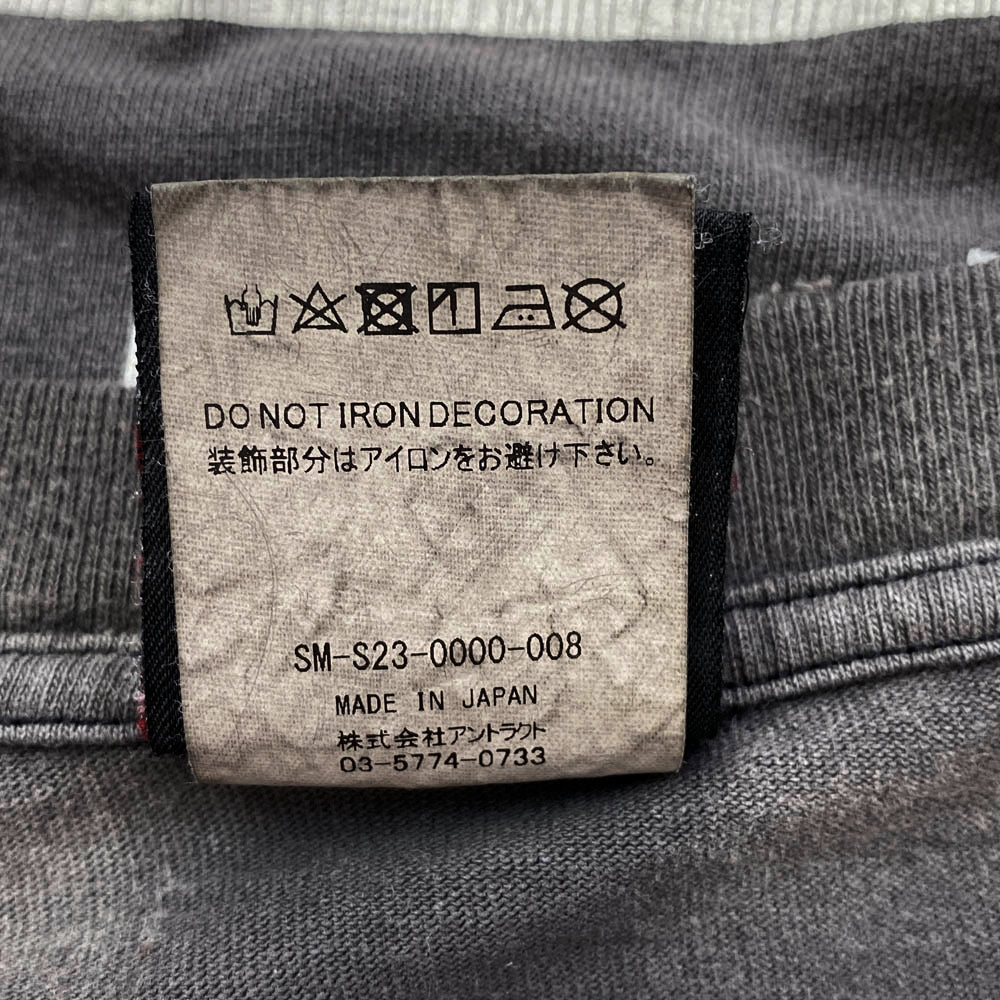 DO NOT IRON DECORATION
装飾部分はアイロンをお避け下さい。
SM-S23-0000-008
MADE IN JAPAN
株式会社アントラクト
03-5774-0733